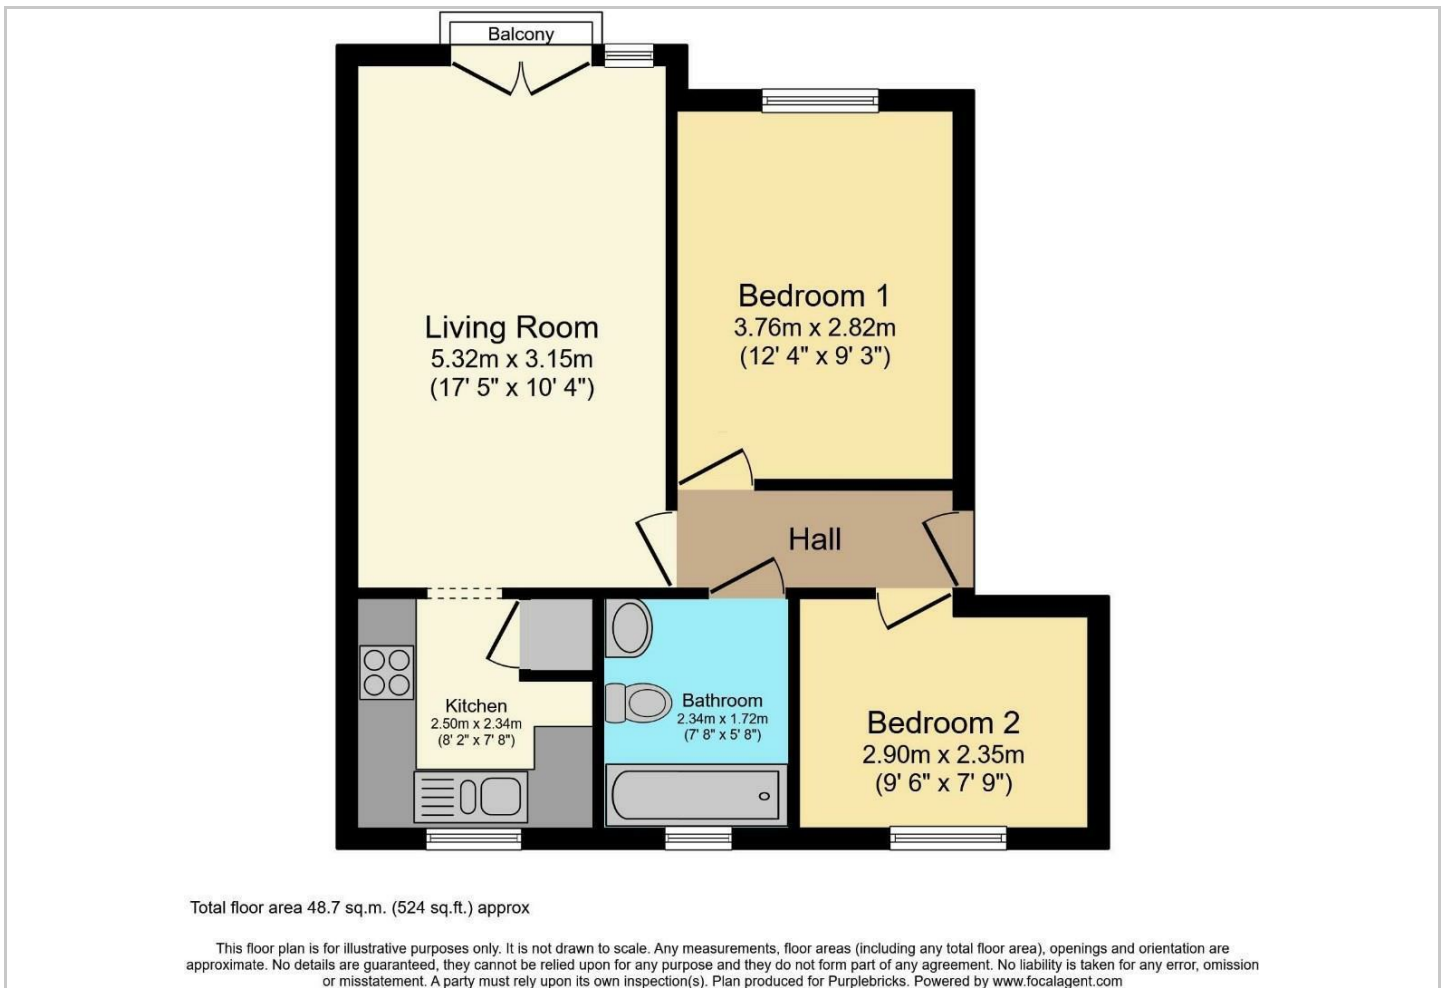 Balcony
Living Room
5.32m x 3.15m
(17' 5" x 10' 4")
Bedroom 1
3.76m x 2.82m
(12' 4" x 9' 3")
Hall
Kitchen
2.50m x 2.34m
(8' 2" x 7' 8")
Bathroom
2.34m x 1.72m
(7' 8" x 5' 8")
Bedroom 2
2.90m x 2.35m
(9' 6" x 7' 9")
Total floor area 48.7 sq.m. (524 sq.ft.) approx
This floor plan is for illustrative purposes only. It is not drawn to scale. Any measurements, floor areas (including any total floor area), openings and orientation are
approximate. No details are guaranteed, they cannot be relied upon for any purpose and they do not form part of any agreement. No liability is taken for any error, omission
or misstatement. A party must rely upon its own inspection(s). Plan produced for Purplebricks. Powered by www.focalagent.com